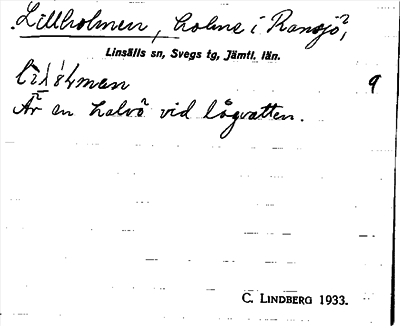 Lillholmen, holme i Ransjö,
Linsälls sn, Svegs tg, Jämtl. län.
9
Är en halvö vid lågvatten.
C. LINDBERG 1933.